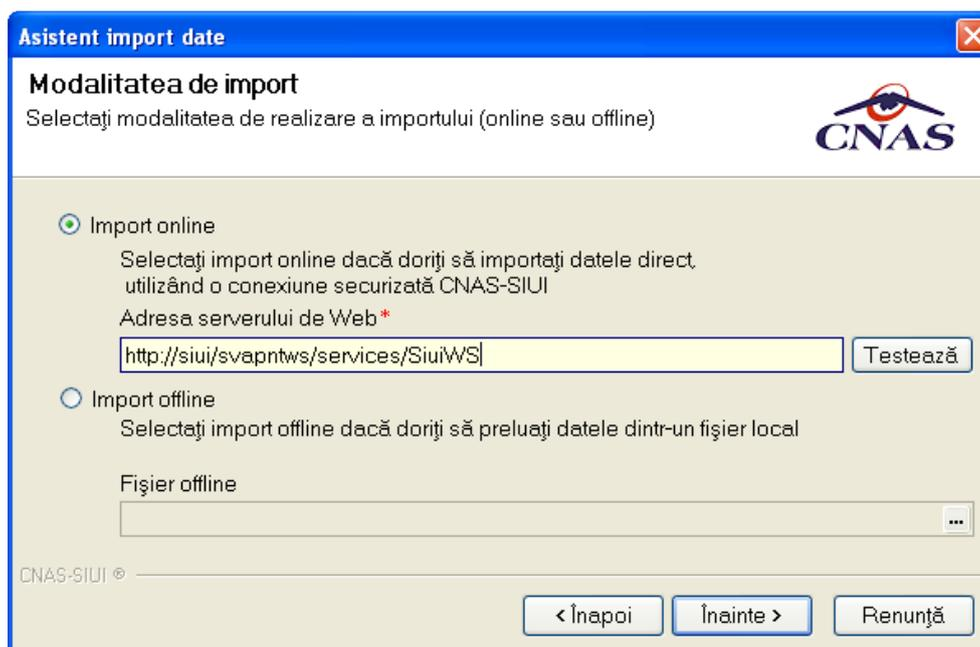 Asistent import date
Modalitatea de import
Selectaţi modalitatea de realizare a importului (online sau offline)
CNAS
Import online
Selectaţi import online dacă doriţi să importaţi datele direct,
utilizând o conexiune securizată CNAS-SIUI
Adresa serverului de Web*
http://siui/svapntws/services/SiuiWS
Testează
Import offline
Selectaţi import offline dacă doriţi să preluaţi datele dintr-un fişier local
Fişier offline
...
CNAS-SIUI ®
< Înapoi Înainte > Renunţă